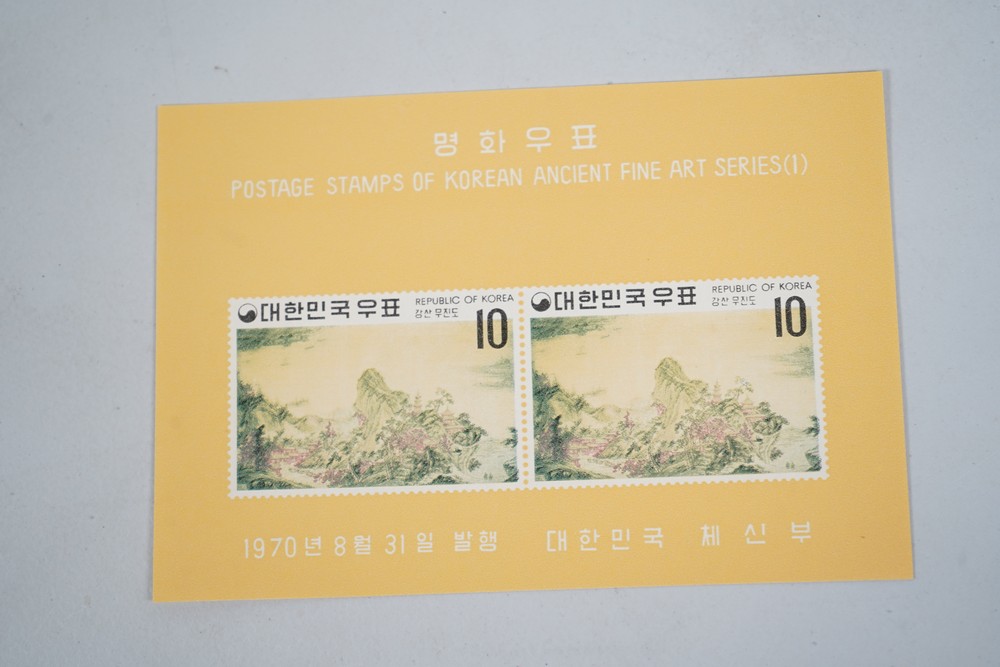 명화우표
POSTAGE STAMPS OF KOREAN ANCIENT FINE ART SERIES(1)
대한민국우표
REPUBLIC OF KOREA
강산 무진도
10
대한민국우표
REPUBLIC OF KOREA
강산 무진도
10
1970년 8월 31일 발행 대한민국 체신부